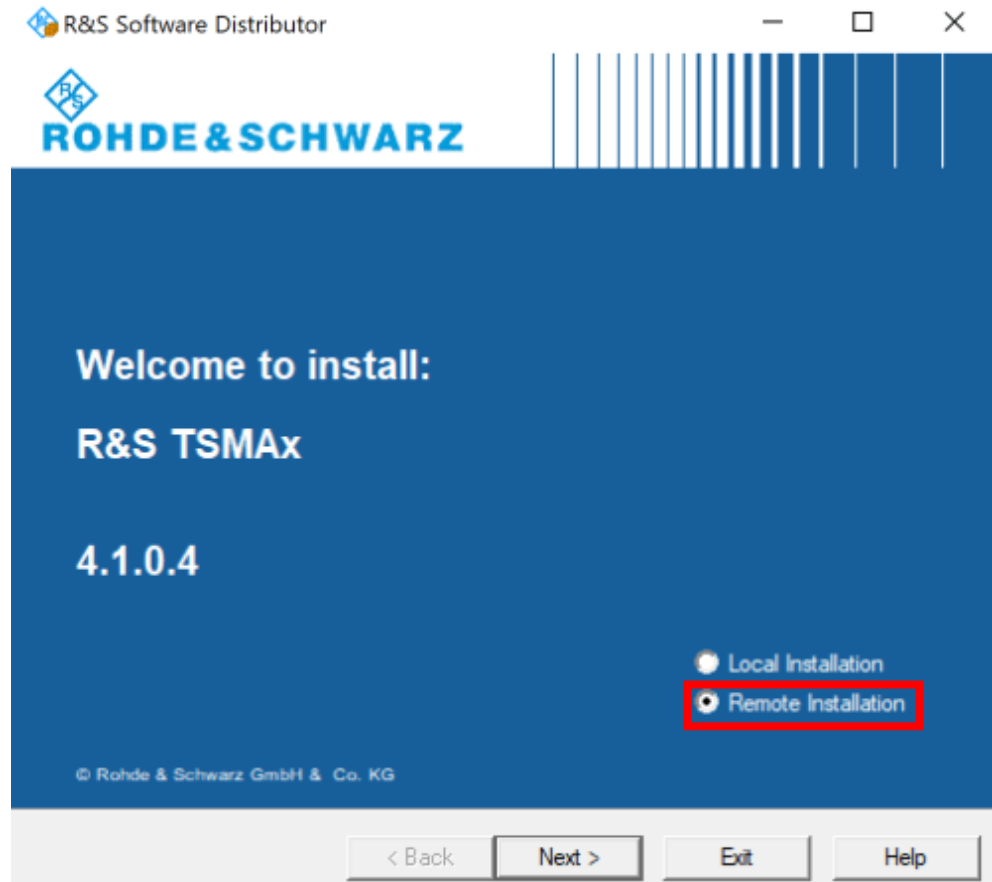 R&S Software Distributor
R&S
ROHDE&SCHWARZ
Welcome to install:
R&S TSMAx
4.1.0.4
Local Installation
Remote Installation
© Rohde & Schwarz GmbH & Co. KG
< Back Next > Exit Help